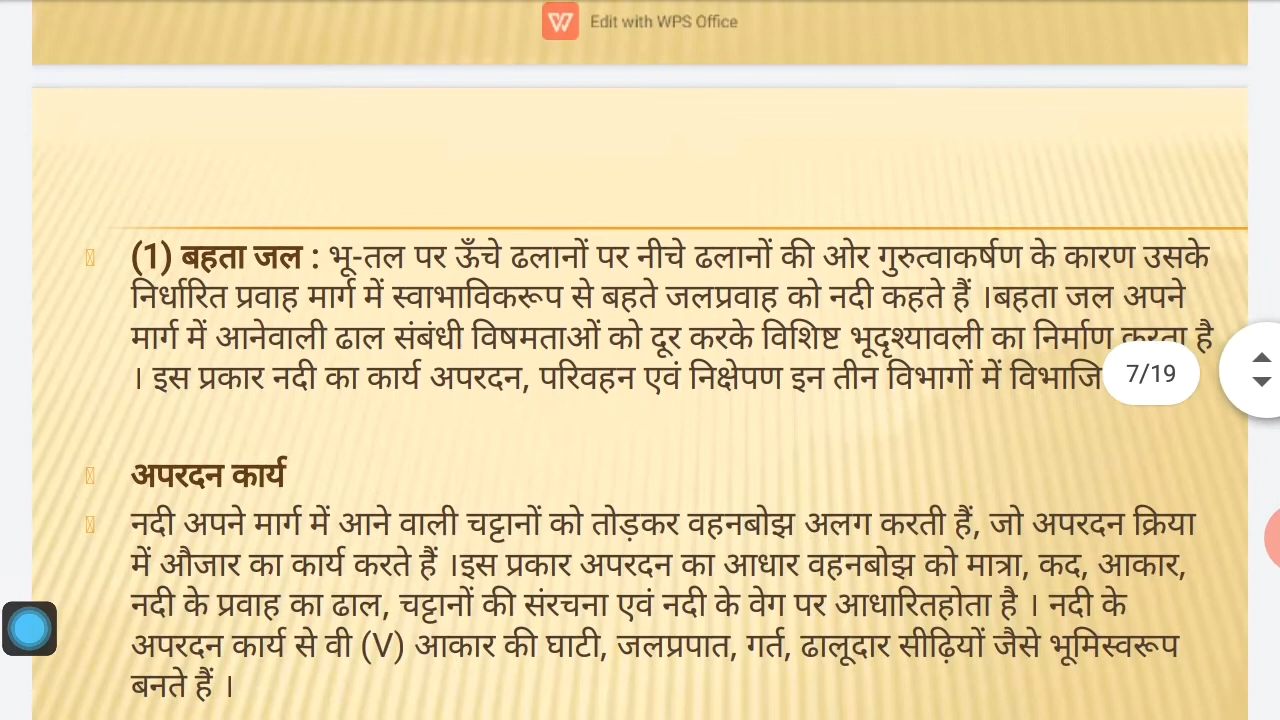 Edit with WPS Office
(1) बहता जल : भू-तल पर ऊँचे ढलानों पर नीचे ढलानों की ओर गुरुत्वाकर्षण के कारण उसके
निर्धारित प्रवाह मार्ग में स्वाभाविकरूप से बहते जलप्रवाह को नदी कहते हैं ।बहता जल अपने
मार्ग में आनेवाली ढाल संबंधी विषमताओं को दूर करके विशिष्ट भूदृश्यावली का निर्माण करता है
। इस प्रकार नदी का कार्य अपरदन, परिवहन एवं निक्षेपण इन तीन विभागों में
7/19
अपरदन कार्य
नदी अपने मार्ग में आने वाली चट्टानों को तोड़कर वहनबोझ अलग करती हैं, जो अपरदन क्रिया
में औजार का कार्य करते हैं ।इस प्रकार अपरदन का आधार वहनबोझ को मात्रा, कद, आकार,
नदी के प्रवाह का ढाल, चट्टानों की संरचना एवं नदी के वेग पर आधारितहोता है । नदी के
अपरदन कार्य से वी (V) आकार की घाटी, जलप्रपात, गर्त, ढालूदार सीढ़ियों जैसे भूमिस्वरूप
बनते हैं ।